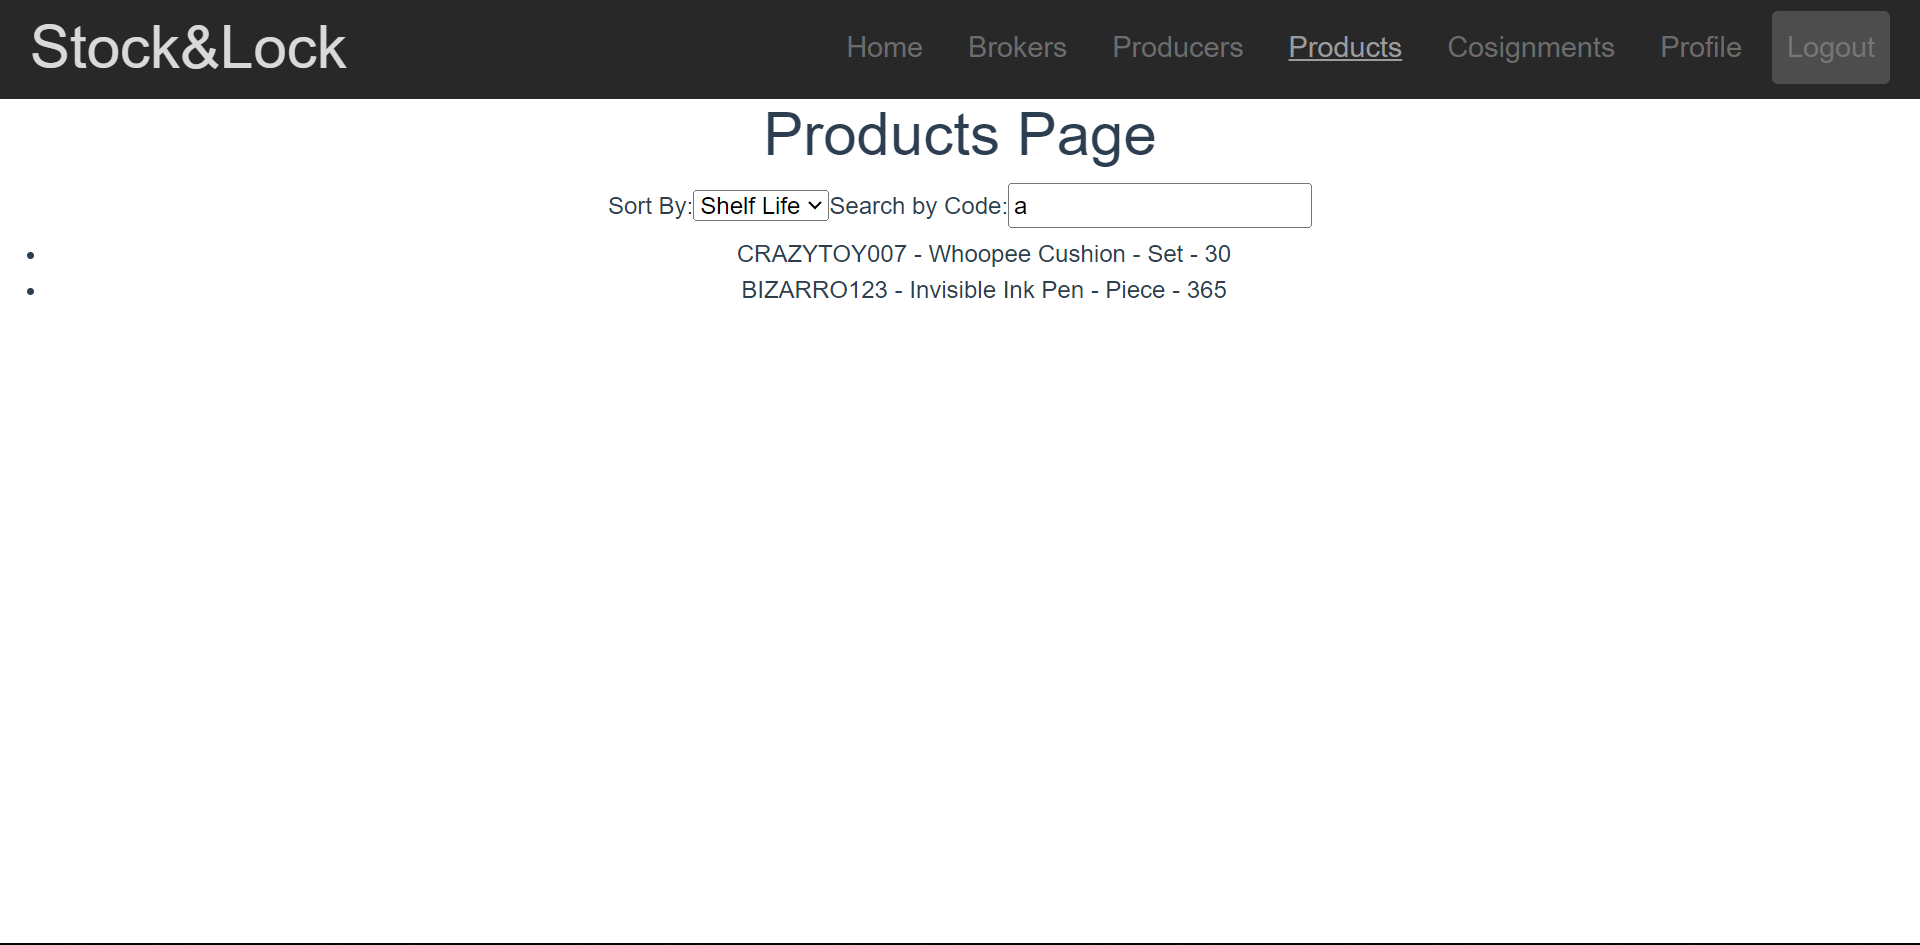 Stock&Lock Home Brokers Producers Products Cosignments Profile Logout
Products Page
Sort By: Shelf Life Search by Code: a
CRAZYTOY007 - Whoopee Cushion - Set - 30
BIZARRO123 - Invisible Ink Pen - Piece - 365